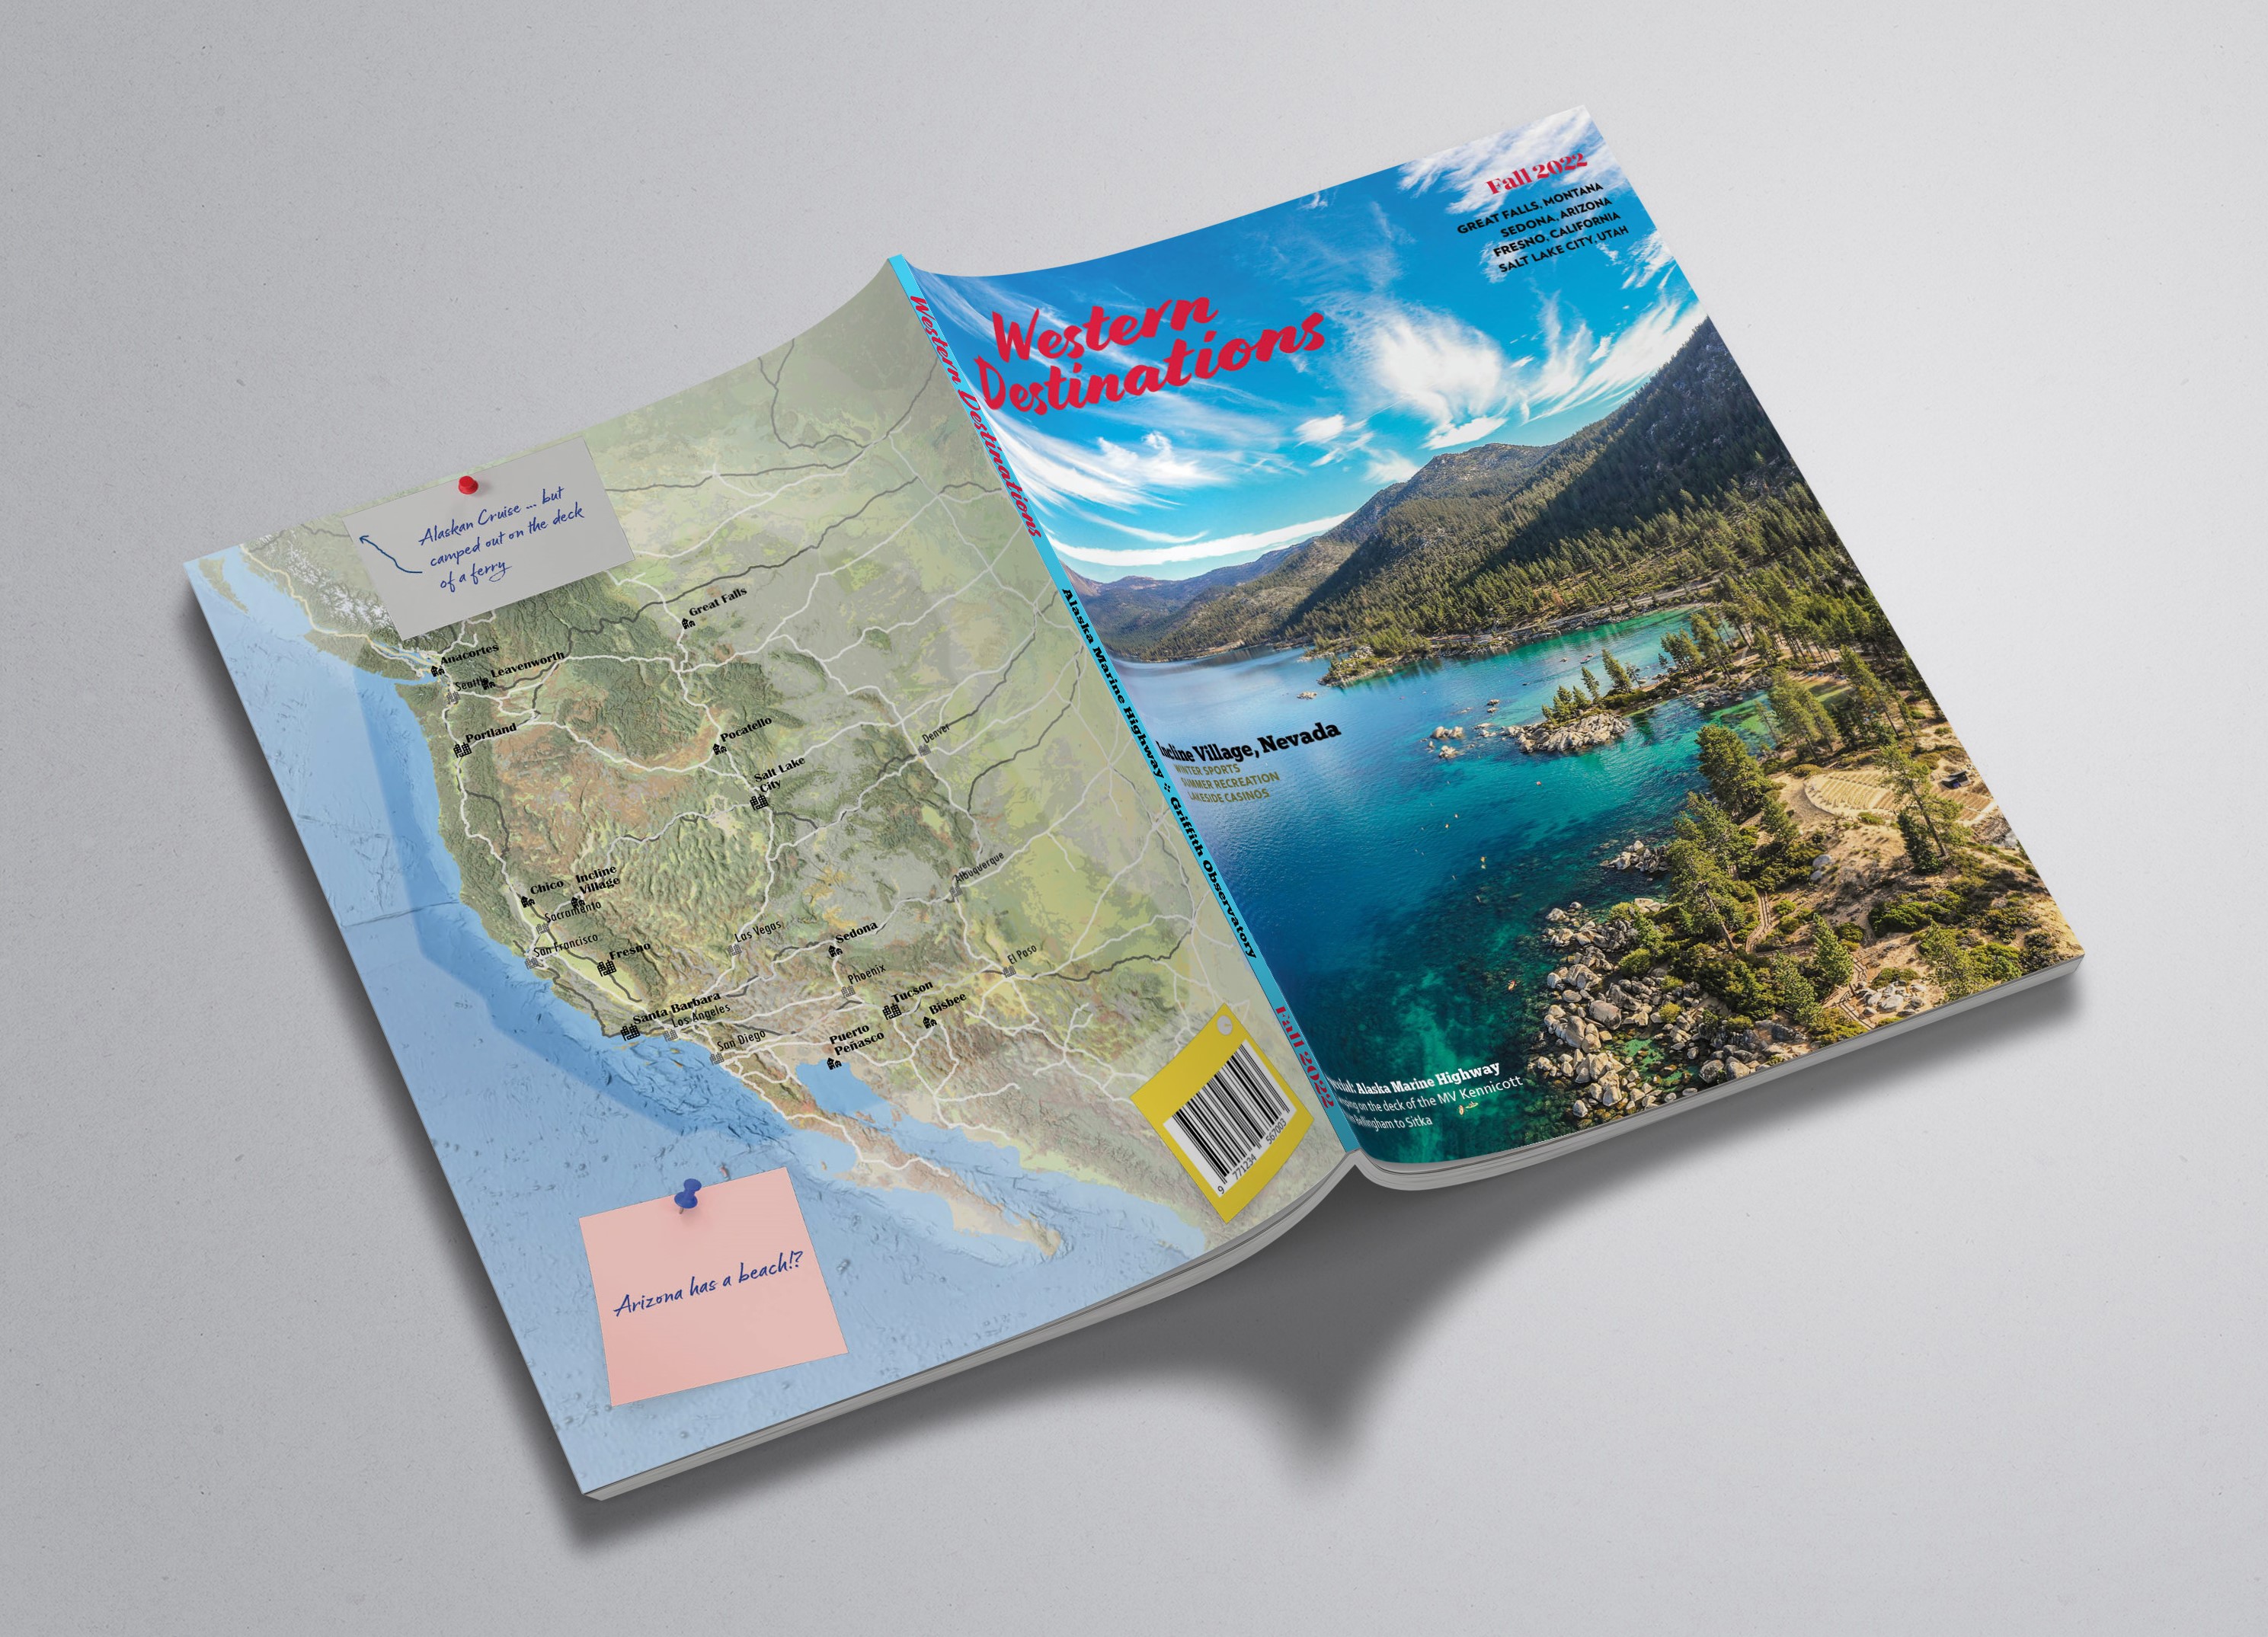 Alaskan Cruise ... but
camped out on the deck
of a ferry
Great Falls
Anacortes
Leavenworth
Seattle
Portland
Pocatello
Salt Lake
City
Denver
Chico
Incline
Village
Sacramento
San Francisco
Fresno
Las Vegas
Sedona
Albuquerque
Phoenix
El Paso
Santa Barbara
Los Angeles
San Diego
Tucson
Bisbee
Puerto
Peñasco
Arizona has a beach!?
9 771234 567003
Western Destinations
Alaska Marine Highway
Griffith Observatory
Fall 2022
Western
Destinations
Fall 2022
GREAT FALLS, MONTANA
SEDONA, ARIZONA
FRESNO, CALIFORNIA
SALT LAKE CITY, UTAH
Incline Village, Nevada
WINTER SPORTS
SUMMER RECREATION
LAKESIDE CASINOS
Alaska Marine Highway
on the deck of the MV Kennicott
Bellingham to Sitka